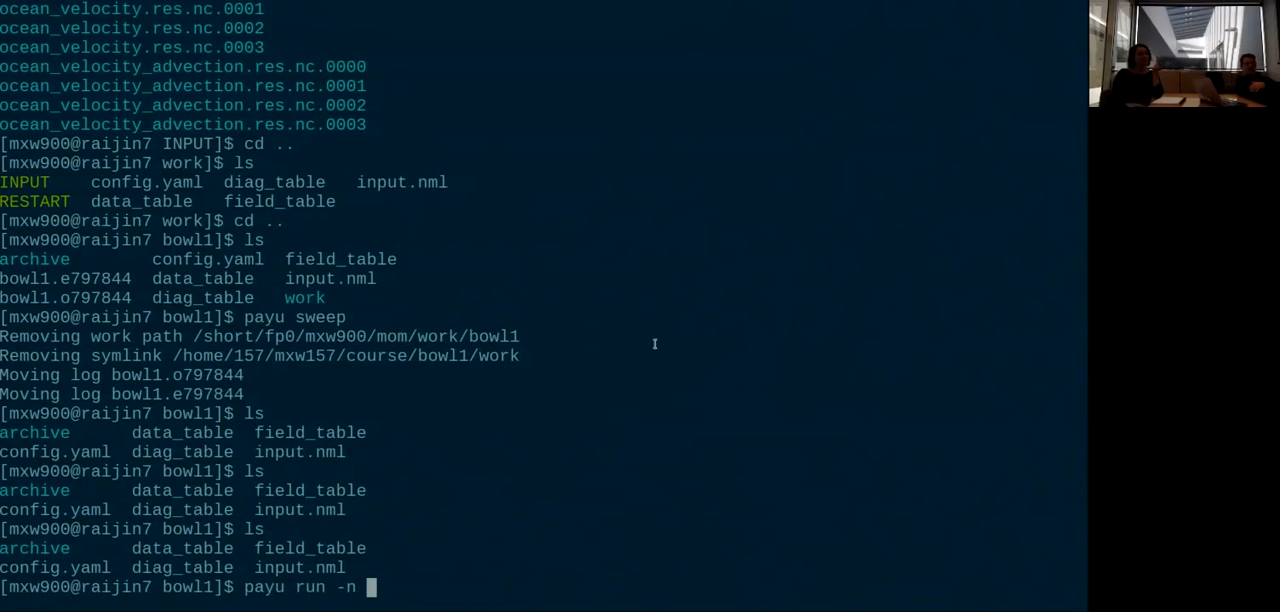 ocean_velocity.res.nc.0001
ocean_velocity.res.nc.0002
ocean_velocity.res.nc.0003
ocean_velocity_advection.res.nc.0000
ocean_velocity_advection.res.nc.0001
ocean_velocity_advection.res.nc.0002
ocean_velocity_advection.res.nc.0003
[mxw900@raijin7 INPUT]$ cd ..
[mxw900@raijin7 work]$ ls
INPUT    config.yaml  diag_table   input.nml
RESTART  data_table   field_table
[mxw900@raijin7 work]$ cd ..
[mxw900@raijin7 bowl1]$ ls
archive        config.yaml  field_table
bowl1.e797844  data_table   input.nml
bowl1.o797844  diag_table   work
[mxw900@raijin7 bowl1]$ payu sweep
Removing work path /short/fp0/mxw900/mom/work/bowl1
Removing symlink /home/157/mxw157/course/bowl1/work
Moving log bowl1.o797844
Moving log bowl1.e797844
[mxw900@raijin7 bowl1]$ ls
archive      data_table  field_table
config.yaml  diag_table  input.nml
[mxw900@raijin7 bowl1]$ ls
archive      data_table  field_table
config.yaml  diag_table  input.nml
[mxw900@raijin7 bowl1]$ ls
archive      data_table  field_table
config.yaml  diag_table  input.nml
[mxw900@raijin7 bowl1]$ payu run -n